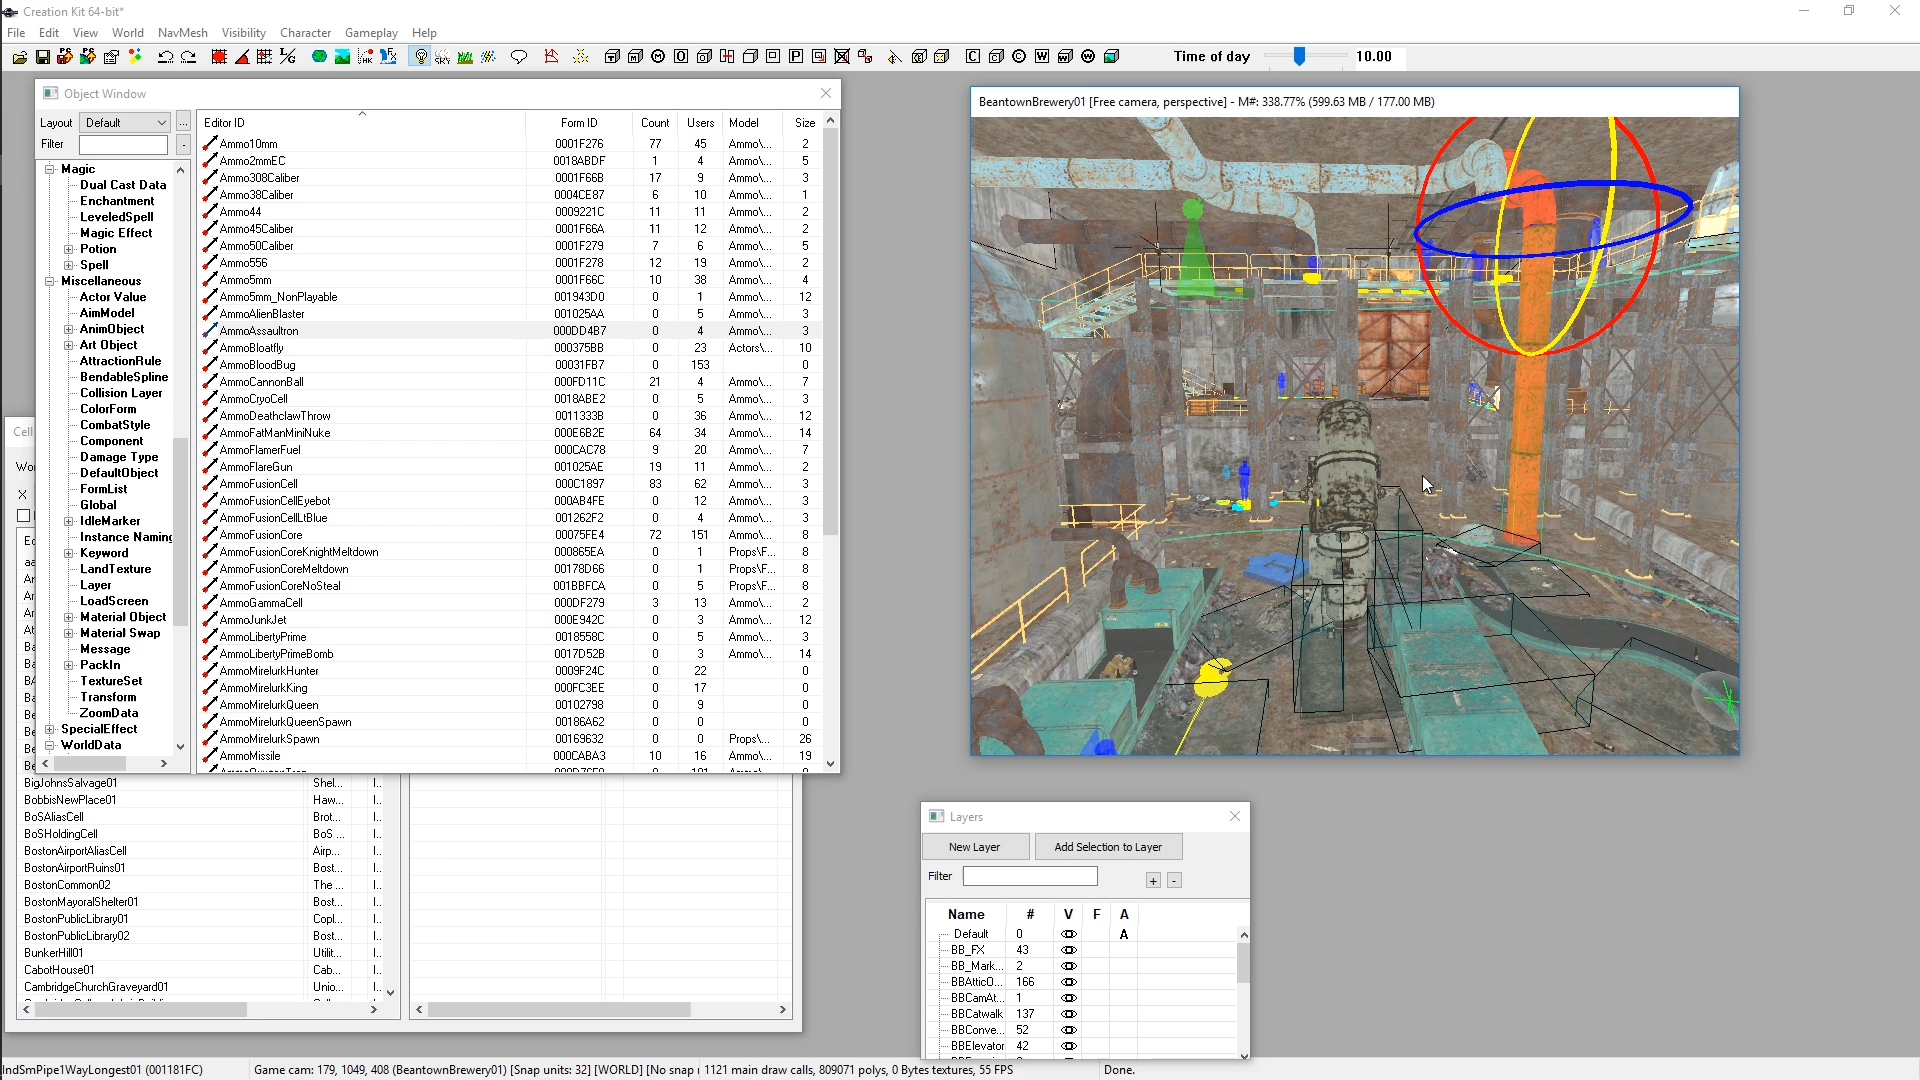 Creation Kit 64-bit*
File Edit View World NavMesh Visibility Character Gameplay Help
Time of day 10.00
Object Window
Layout Default ...
Filter -
Magic
Dual Cast Data
Enchantment
LeveledSpell
Magic Effect
Potion
Spell
Miscellaneous
Actor Value
AimModel
AnimObject
Art Object
AttractionRule
BendableSpline
Collision Layer
ColorForm
CombatStyle
Component
Damage Type
DefaultObject
FormList
Global
IdleMarker
Instance Naming
Keyword
LandTexture
Layer
LoadScreen
Material Object
Material Swap
Message
PackIn
TextureSet
Transform
ZoomData
SpecialEffect
WorldData
Editor ID Form ID Count Users Model Size
Ammo10mm 0001F276 77 45 Ammo\... 2
Ammo2mmEC 0018ABDF 1 4 Ammo\... 5
Ammo308Caliber 0001F66B 17 9 Ammo\... 3
Ammo38Caliber 0004CE87 6 10 Ammo\... 1
Ammo44 0009221C 11 11 Ammo\... 2
Ammo45Caliber 0001F66A 11 12 Ammo\... 2
Ammo50Caliber 0001F279 7 6 Ammo\... 5
Ammo556 0001F278 12 19 Ammo\... 2
Ammo5mm 0001F66C 10 38 Ammo\... 4
Ammo5mm_NonPlayable 001943D0 0 1 Ammo\... 12
AmmoAlienBlaster 001025AA 0 5 Ammo\... 3
AmmoAssaultron 000DD4B7 0 4 Ammo\... 3
AmmoBloatfly 000375BB 0 23 Actors\... 10
AmmoBloodBug 00031FB7 0 153 0
AmmoCannonBall 000FD11C 21 4 Ammo\... 7
AmmoCryoCell 0018ABE2 0 5 Ammo\... 3
AmmoDeathclawThrow 0011333B 0 36 Ammo\... 12
AmmoFatManMiniNuke 000E6B2E 64 34 Ammo\... 14
AmmoFlamerFuel 000CAC78 9 20 Ammo\... 7
AmmoFlareGun 001025AE 19 11 Ammo\... 2
AmmoFusionCell 000C1897 83 62 Ammo\... 3
AmmoFusionCellEyebot 000AB4FE 0 12 Ammo\... 3
AmmoFusionCellLtBlue 001262F2 0 4 Ammo\... 3
AmmoFusionCore 00075FE4 72 151 Ammo\... 8
AmmoFusionCoreKnightMeltdown 000865EA 0 1 Props\F... 8
AmmoFusionCoreMeltdown 00178D66 0 1 Props\F... 8
AmmoFusionCoreNoSteal 001BBFCA 0 5 Props\F... 8
AmmoGammaCell 000DF279 3 13 Ammo\... 2
AmmoJunkJet 000E942C 0 3 Ammo\... 12
AmmoLibertyPrime 0018558C 0 5 Ammo\... 3
AmmoLibertyPrimeBomb 0017D52B 0 3 Ammo\... 14
AmmoMirelurkHunter 0009F24C 0 22 0
AmmoMirelurkKing 000FC3EE 0 17 0
AmmoMirelurkQueen 00102798 0 9 0
AmmoMirelurkQueenSpawn 00186A62 0 0 0
AmmoMirelurkSpawn 00169632 0 0 Props\... 26
AmmoMissile 000CABA3 10 16 Ammo\... 19
Cell
Wo
X
BigJohnsSalvage01 Shel... I..
BobbisNewPlace01 Haw... I..
BoSAliasCell Brot... I..
BoSHoldingCell BoS ... I..
BostonAirportAliasCell Airp... I..
BostonAirportRuins01 Bost... I..
BostonCommon02 The ... I..
BostonMayoralShelter01 Bost... I..
BostonPublicLibrary01 Copl... I..
BostonPublicLibrary02 Bost... I..
BunkerHill01 Utilit... I..
CabotHouse01 Cab... I..
CambridgeChurchGraveyard01 Unio... I..
BeantownBrewery01 [Free camera, perspective] - M#: 338.77% (599.63 MB / 177.00 MB)
Layers
New Layer Add Selection to Layer
Filter + -
Name # V F A
Default 0 A
BB_FX 43
BB_Mark... 2
BBAtticO... 166
BBCamAt... 1
BBCatwalk 137
BBConve... 52
BBElevator 42
IndSmPipe1WayLongest01 (001181FC) Game cam: 179, 1049, 408 (BeantownBrewery01) [Snap units: 32] [WORLD] [No snap 1121 main draw calls, 809071 polys, 0 Bytes textures, 55 FPS Done.